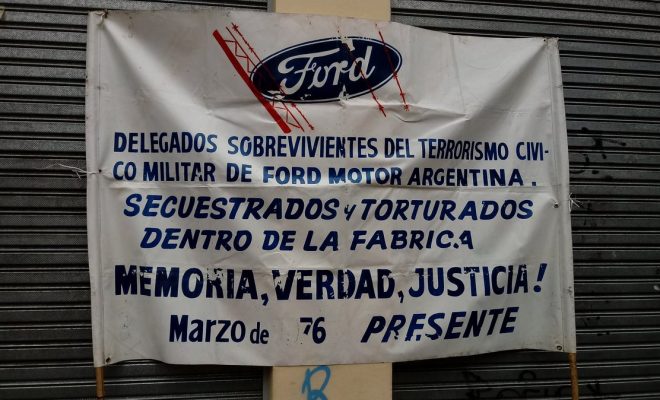 Ford
DELEGADOS SOBREVIVIENTES DEL TERRORISMO CIVI-
CO MILITAR DE FORD MOTOR ARGENTINA.
SECUESTRADOS y TORTURADOS
DENTRO DE LA FABRICA
MEMORIA, VERDAD, JUSTICIA!
Marzo de 76 PRESENTE